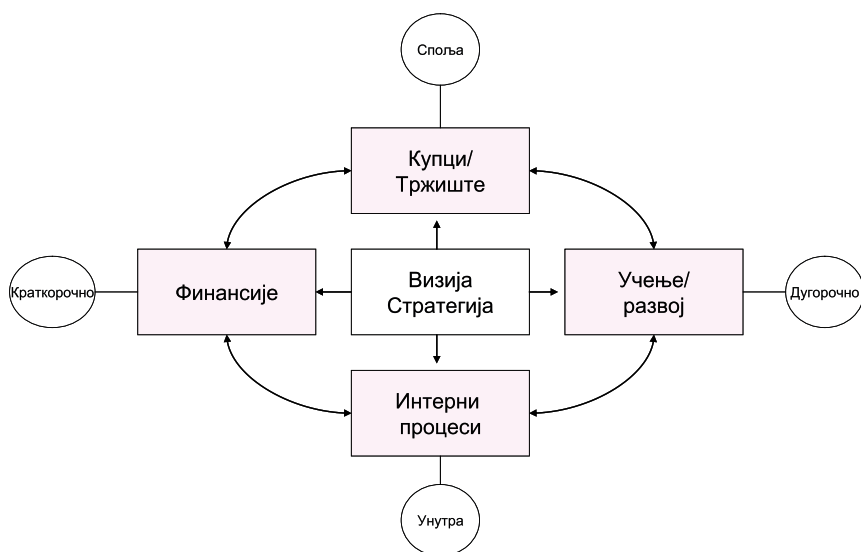 Споља
Купци/
Тржиште
Краткорочно
Финансије
Визија
Стратегија
Учење/
развој
Дугорочно
Интерни
процеси
Унутра